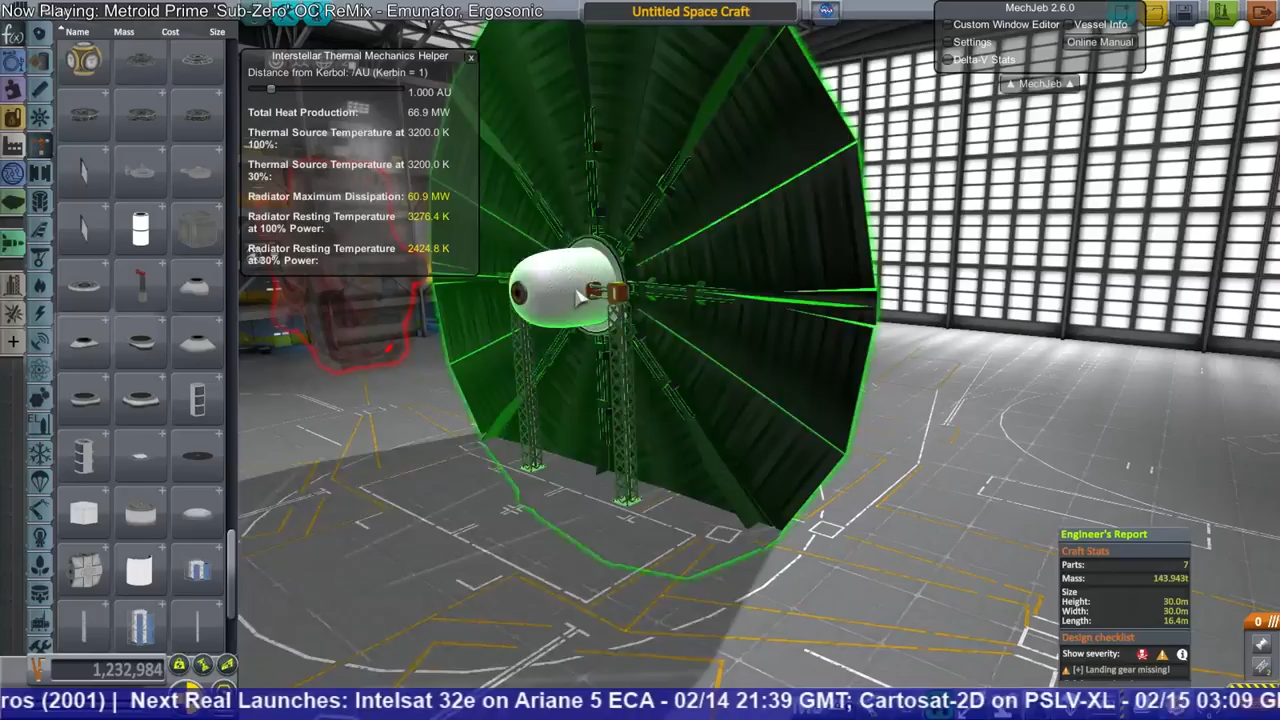 Now Playing: Metroid Prime 'Sub-Zero' OC ReMix - Emunator, Ergosonic
Untitled Space Craft
MechJeb 2.6.0
Custom Window Editor
Vessel Info
Settings
Online Manual
Delta-V Stats
▲ MechJeb ▲
Name Mass Cost Size
Interstellar Thermal Mechanics Helper
x
Distance from Kerbol: /AU (Kerbin = 1)
1.000 AU
Total Heat Production: 66.9 MW
Thermal Source Temperature at 3200.0 K
100%:
Thermal Source Temperature at 3200.0 K
30%:
Radiator Maximum Dissipation: 60.9 MW
Radiator Resting Temperature 3276.4 K
at 100% Power:
Radiator Resting Temperature 2424.8 K
at 30% Power:
f(x)
EL
+
Engineer's Report
Craft Stats
Parts: 7
Mass: 143.943t
Size
Height: 30.0m
Width: 30.0m
Length: 16.4m
Design checklist
Show severity:
[+] Landing gear missing!
0
1,232,984
ros (2001) | Next Real Launches: Intelsat 32e on Ariane 5 ECA - 02/14 21:39 GMT; Cartosat-2D on PSLV-XL - 02/15 03:09 G